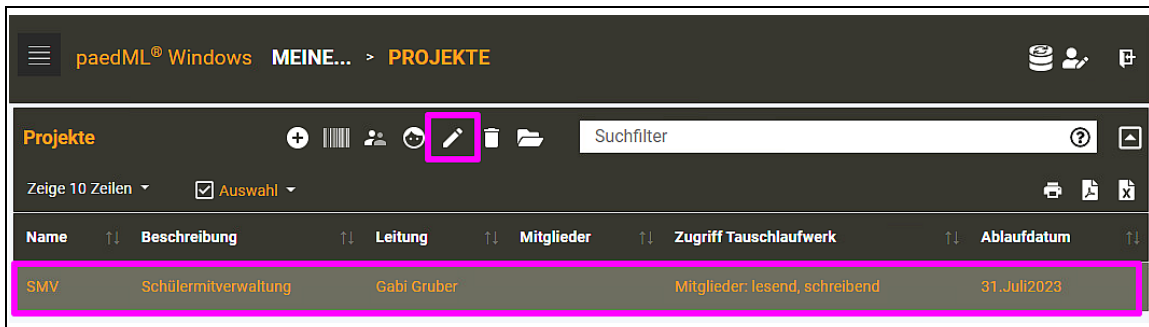 paedML® Windows MEINE... > PROJEKTE
Projekte Suchfilter
Zeige 10 Zeilen Auswahl
Name Beschreibung Leitung Mitglieder Zugriff Tauschlaufwerk Ablaufdatum
SMV Schülermitverwaltung Gabi Gruber Mitglieder: lesend, schreibend 31.Juli2023